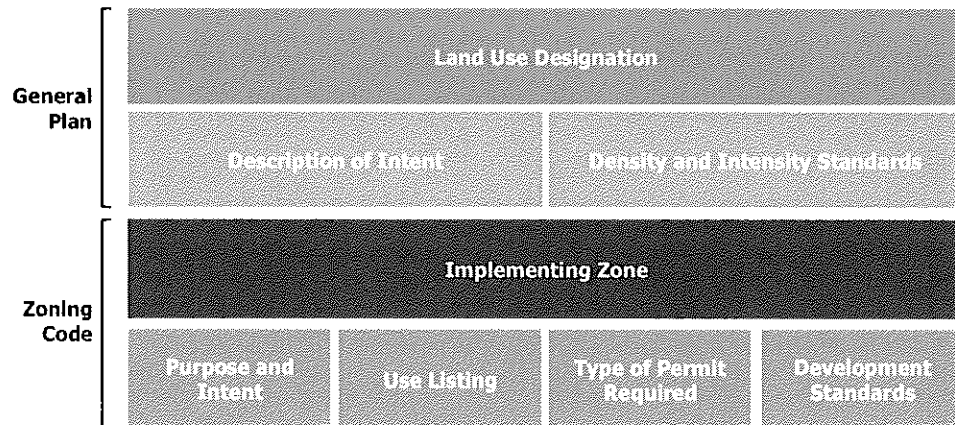 Land Use Designation
General
Plan
Description of Intent
Density and Intensity Standards
Implementing Zone
Zoning
Code
Purpose and
Intent
Use Listing
Type of Permit
Required
Development
Standards